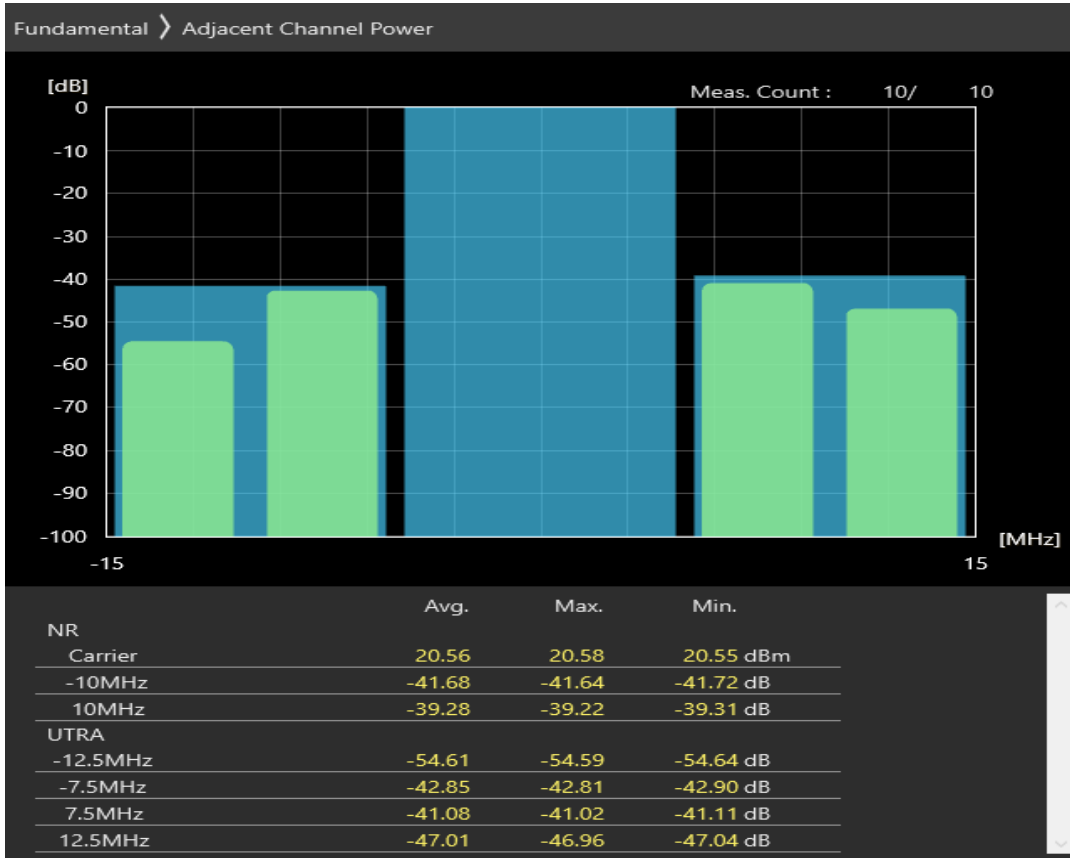 Fundamental ❭ Adjacent Channel Power
[dB]
Meas. Count : 10/ 10
0
-10
-20
-30
-40
-50
-60
-70
-80
-90
-100
[MHz]
-15 15
Avg. Max. Min.
NR
Carrier 20.56 20.58 20.55 dBm
-10MHz -41.68 -41.64 -41.72 dB
10MHz -39.28 -39.22 -39.31 dB
UTRA
-12.5MHz -54.61 -54.59 -54.64 dB
-7.5MHz -42.85 -42.81 -42.90 dB
7.5MHz -41.08 -41.02 -41.11 dB
12.5MHz -47.01 -46.96 -47.04 dB